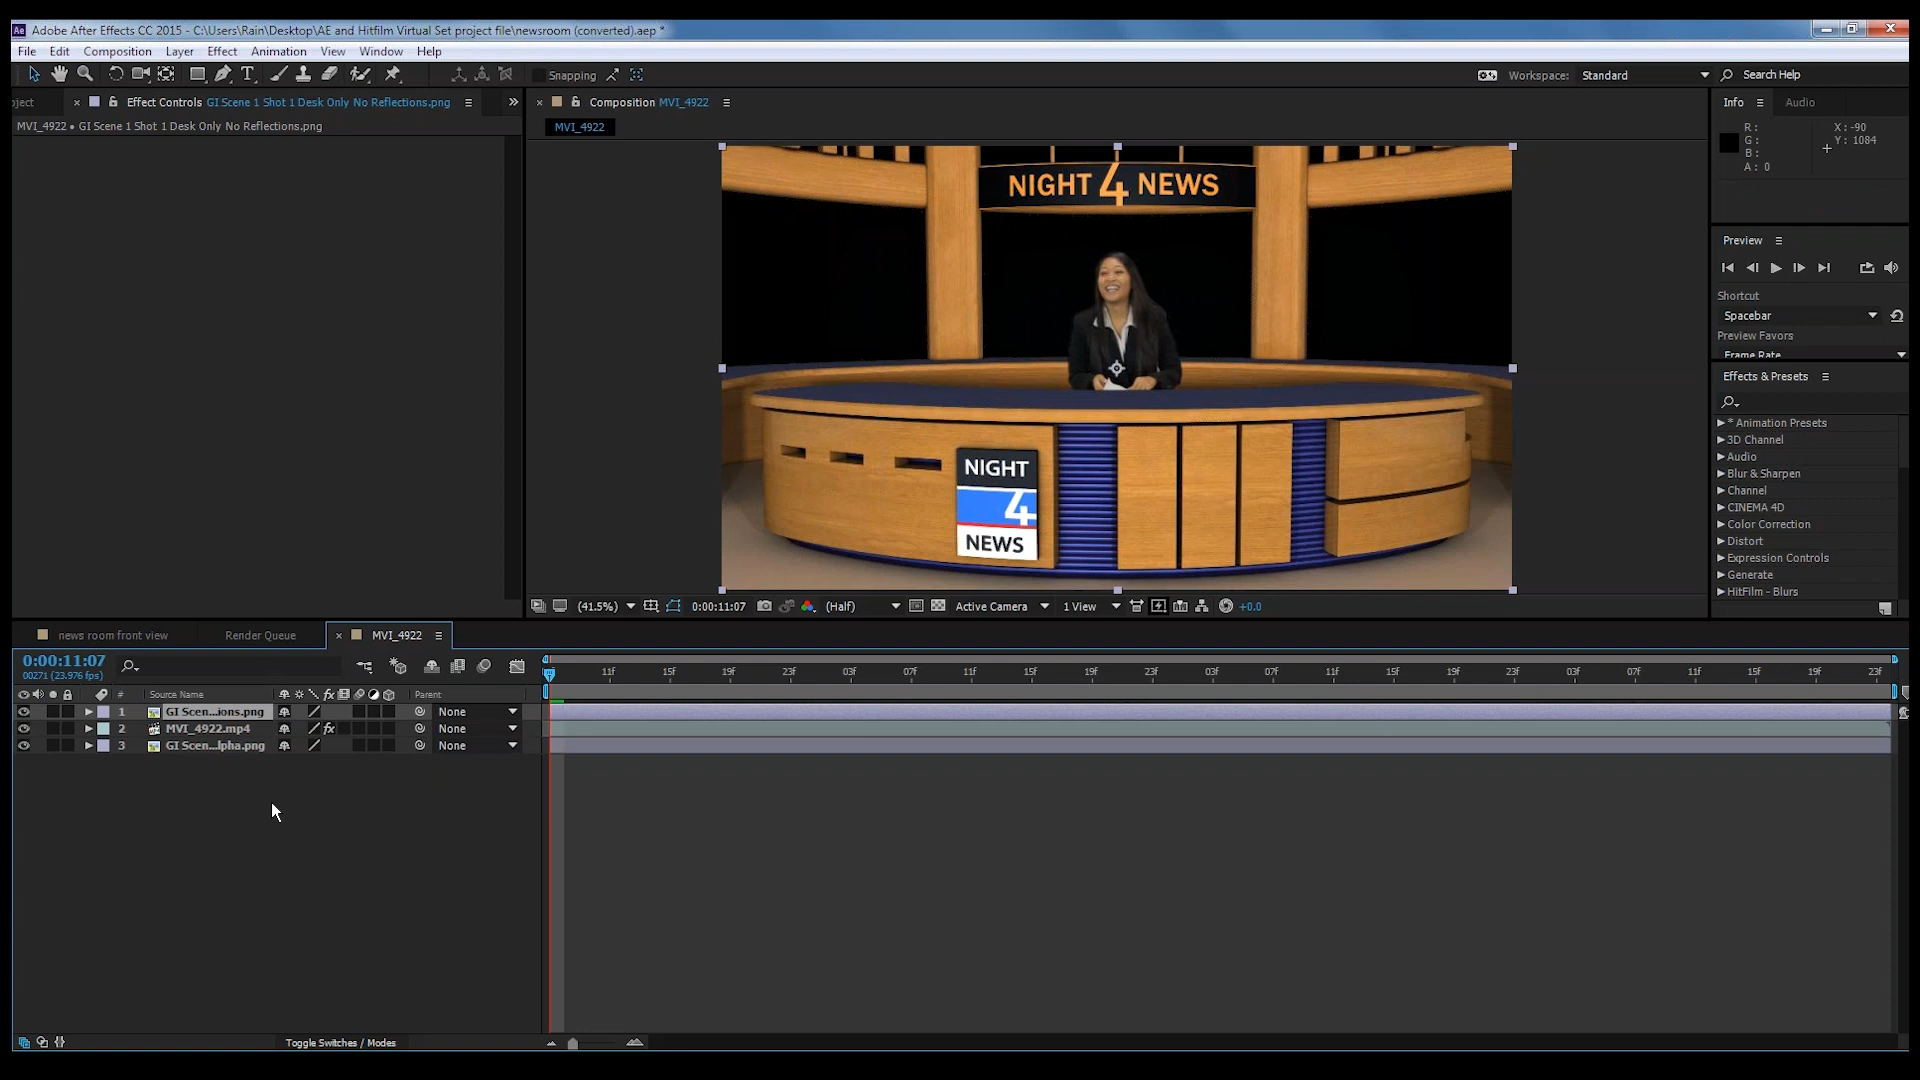 Adobe After Effects CC 2015 - C:\Users\Rain\Desktop\AE and Hitfilm Virtual Set project file\newsroom (converted).aep *
File Edit Composition Layer Effect Animation View Window Help
Snapping
Workspace: Standard
Search Help
ject
Effect Controls GI Scene 1 Shot 1 Desk Only No Reflections.png
Composition MVI_4922
Info
Audio
MVI_4922 • GI Scene 1 Shot 1 Desk Only No Reflections.png
MVI_4922
R :
G :
B :
A : 0
X : -90
Y : 1084
NIGHT 4 NEWS
NIGHT
4
NEWS
Preview
Shortcut
Spacebar
Preview Favors
Frame Rate
Effects & Presets
* Animation Presets
3D Channel
Audio
Blur & Sharpen
Channel
CINEMA 4D
Color Correction
Distort
Expression Controls
Generate
HitFilm - Blurs
(41.5%) 0:00:11:07 (Half) Active Camera 1 View +0.0
news room front view
Render Queue
MVI_4922
0:00:11:07
00271 (23.976 fps)
11f 15f 19f 23f 03f 07f 11f 15f 19f 23f 03f 07f 11f 15f 19f 23f 03f 07f 11f 15f 19f 23f
# Source Name fx Parent
1 GI Scen...ions.png None
2 MVI_4922.mp4 fx None
3 GI Scen...lpha.png None
Toggle Switches / Modes